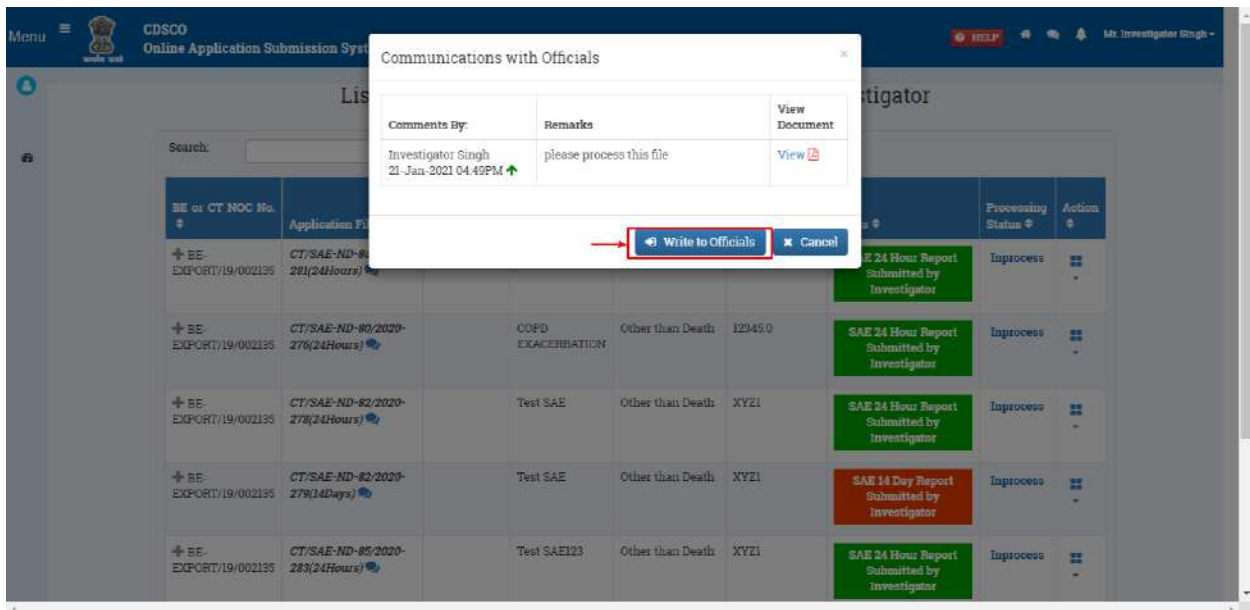 Menu
CDSCO
Online Application Submission Syst
HELP
Mr. Investigator Singh
Communications with Officials
×
Comments By:
Remarks
View
Document
Investigator Singh
21-Jan-2021 04.49PM
please process this file
View
Write to Officials
Cancel
Lis
stigator
Search:
BE or CT NOC No.
Application Fil
Processing
Status
Action
BE-
EXPORT/19/002135
281(24Hours)
SAE 24 Hour Report
Submitted by
Investigator
Inprocess
BE-
EXPORT/19/002135
CT/SAE-ND-80/2020-
276(24Hours)
COPD
EXACERBATION
Other than Death
12345.0
SAE 24 Hour Report
Submitted by
Investigator
Inprocess
BE-
EXPORT/19/002135
CT/SAE-ND-82/2020-
278(24Hours)
Test SAE
Other than Death
XYZ1
SAE 24 Hour Report
Submitted by
Investigator
Inprocess
BE-
EXPORT/19/002135
CT/SAE-ND-82/2020-
279(14Days)
Test SAE
Other than Death
XYZ1
SAE 14 Day Report
Submitted by
Investigator
Inprocess
BE-
EXPORT/19/002135
CT/SAE-ND-85/2020-
283(24Hours)
Test SAE123
Other than Death
XYZ1
SAE 24 Hour Report
Submitted by
Investigator
Inprocess